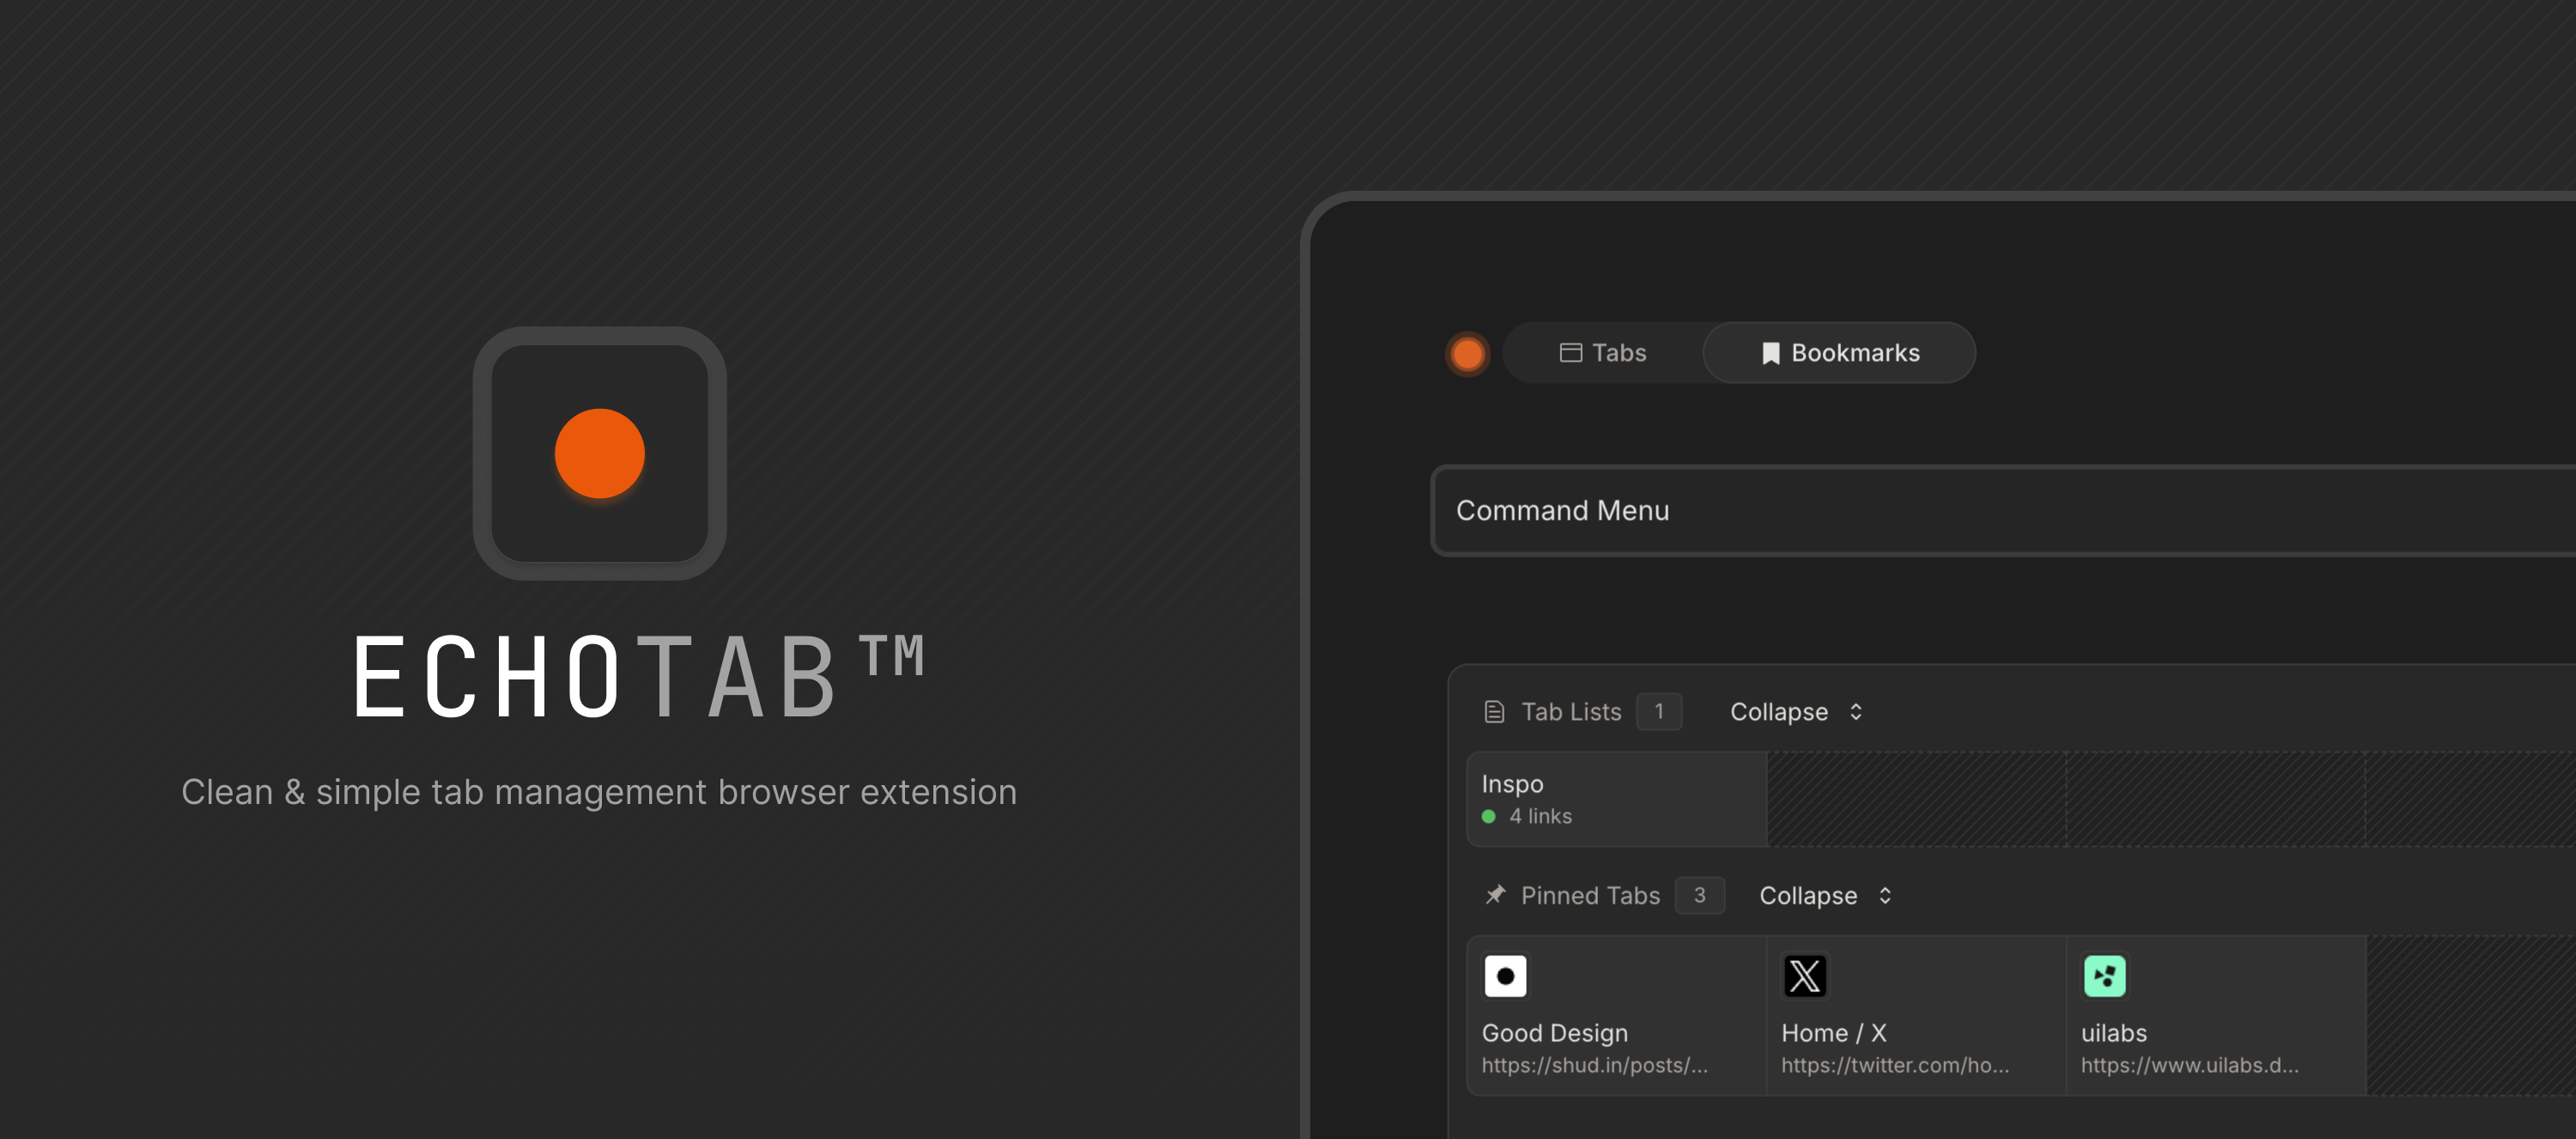 ECHOTAB™
Clean & simple tab management browser extension
Tabs
Bookmarks
Command Menu
Tab Lists 1 Collapse
Inspo
4 links
Pinned Tabs 3 Collapse
Good Design
https://shud.in/posts/...
Home / X
https://twitter.com/ho...
uilabs
https://www.uilabs.d...